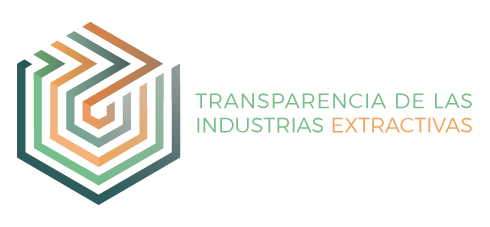 TRANSPARENCIA DE LAS
INDUSTRIAS EXTRACTIVAS